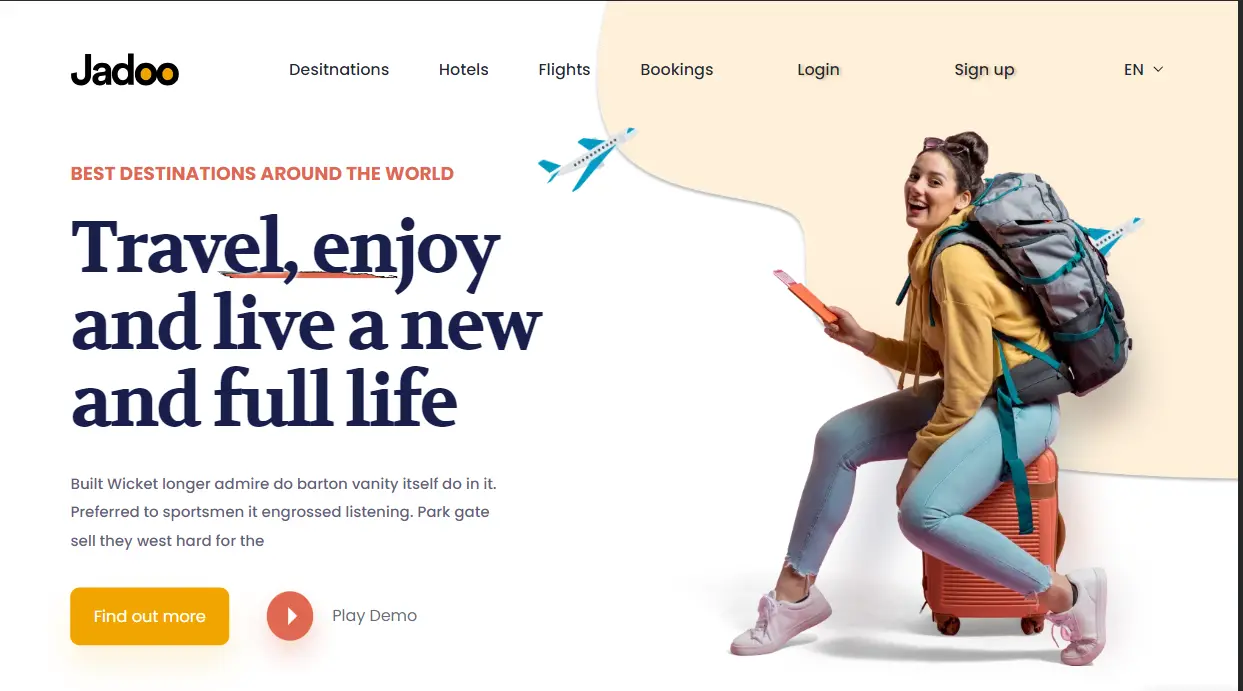 Jadoo
Desitnations Hotels Flights Bookings Login Sign up EN
BEST DESTINATIONS AROUND THE WORLD
Travel, enjoy
and live a new
and full life
Built Wicket longer admire do barton vanity itself do in it.
Preferred to sportsmen it engrossed listening. Park gate
sell they west hard for the
Find out more
Play Demo